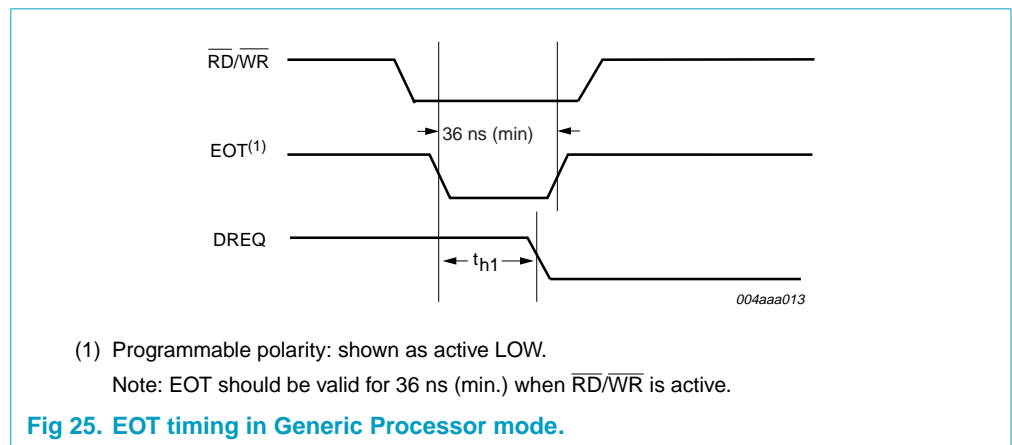 RD/WR
36 ns (min)
EOT(1)
DREQ
th1
004aaa013
(1) Programmable polarity: shown as active LOW.
Note: EOT should be valid for 36 ns (min.) when RD/WR is active.
Fig 25. EOT timing in Generic Processor mode.